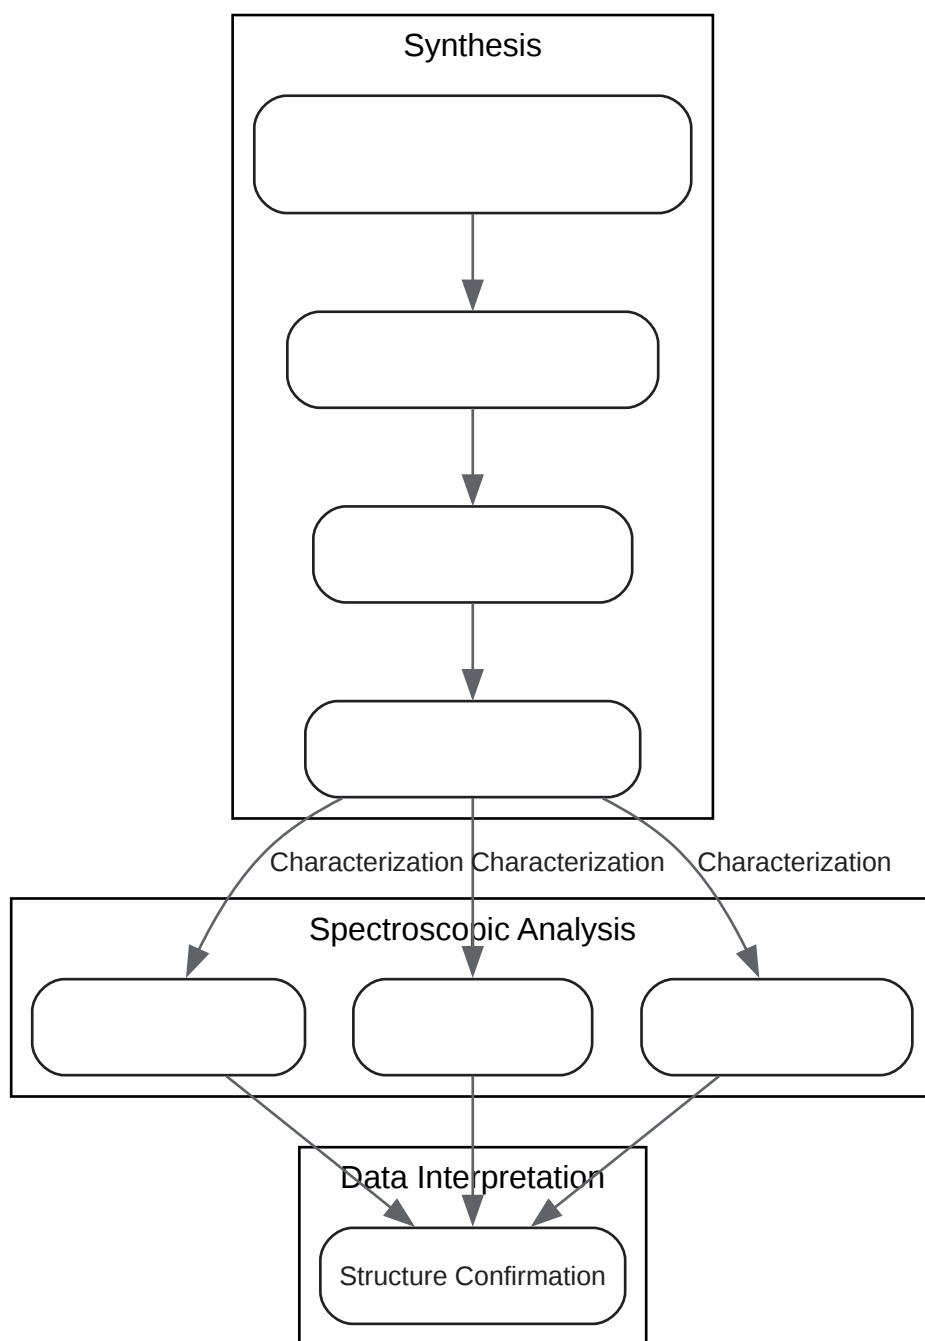 Synthesis
Characterization Characterization Characterization
Spectroscopic Analysis
Data Interpretation
Structure Confirmation